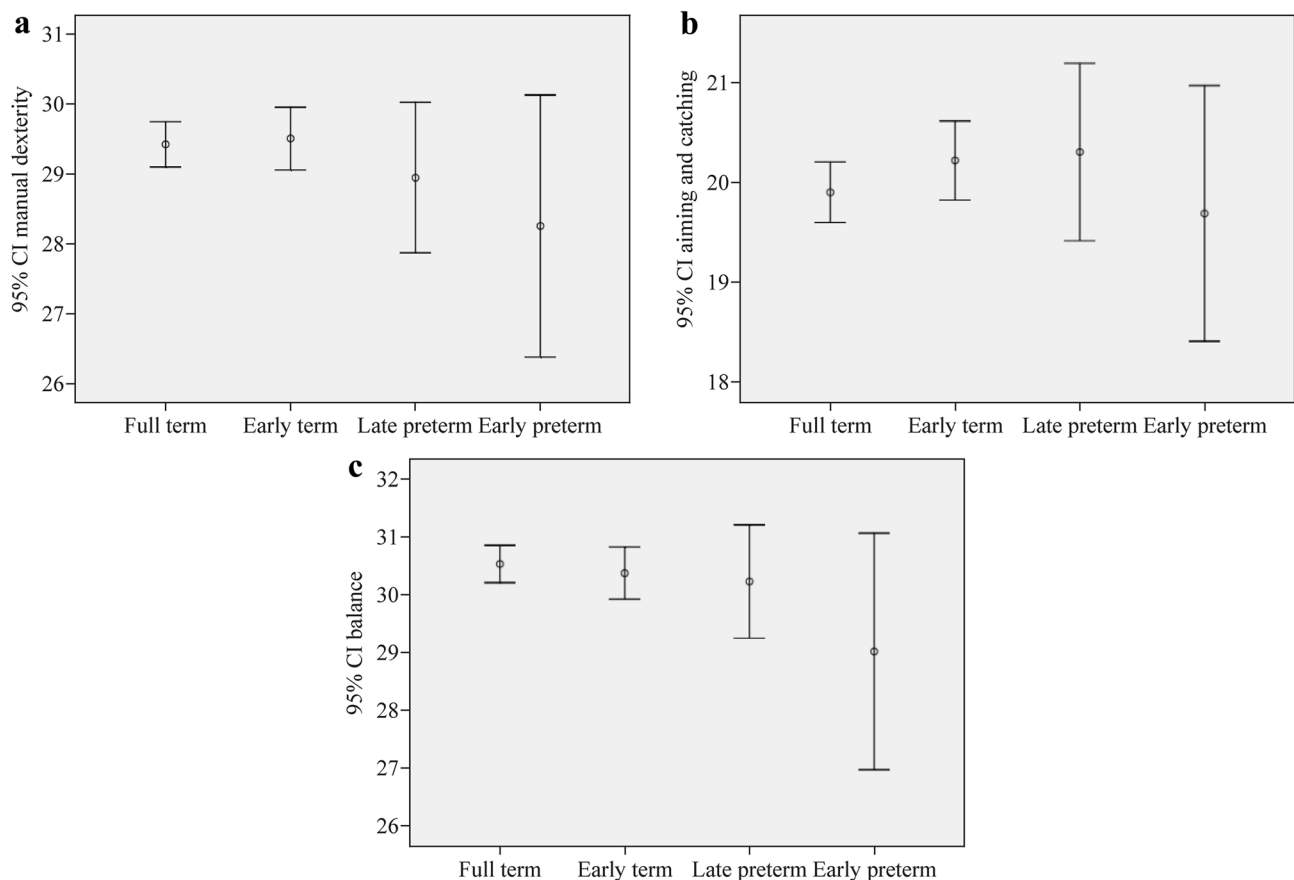 a
95% CI manual dexterity
31
30
29
28
27
26
Full term Early term Late preterm Early preterm
b
95% CI aiming and catching
21
20
19
18
Full term Early term Late preterm Early preterm
c
95% CI balance
32
31
30
29
28
27
26
Full term Early term Late preterm Early preterm